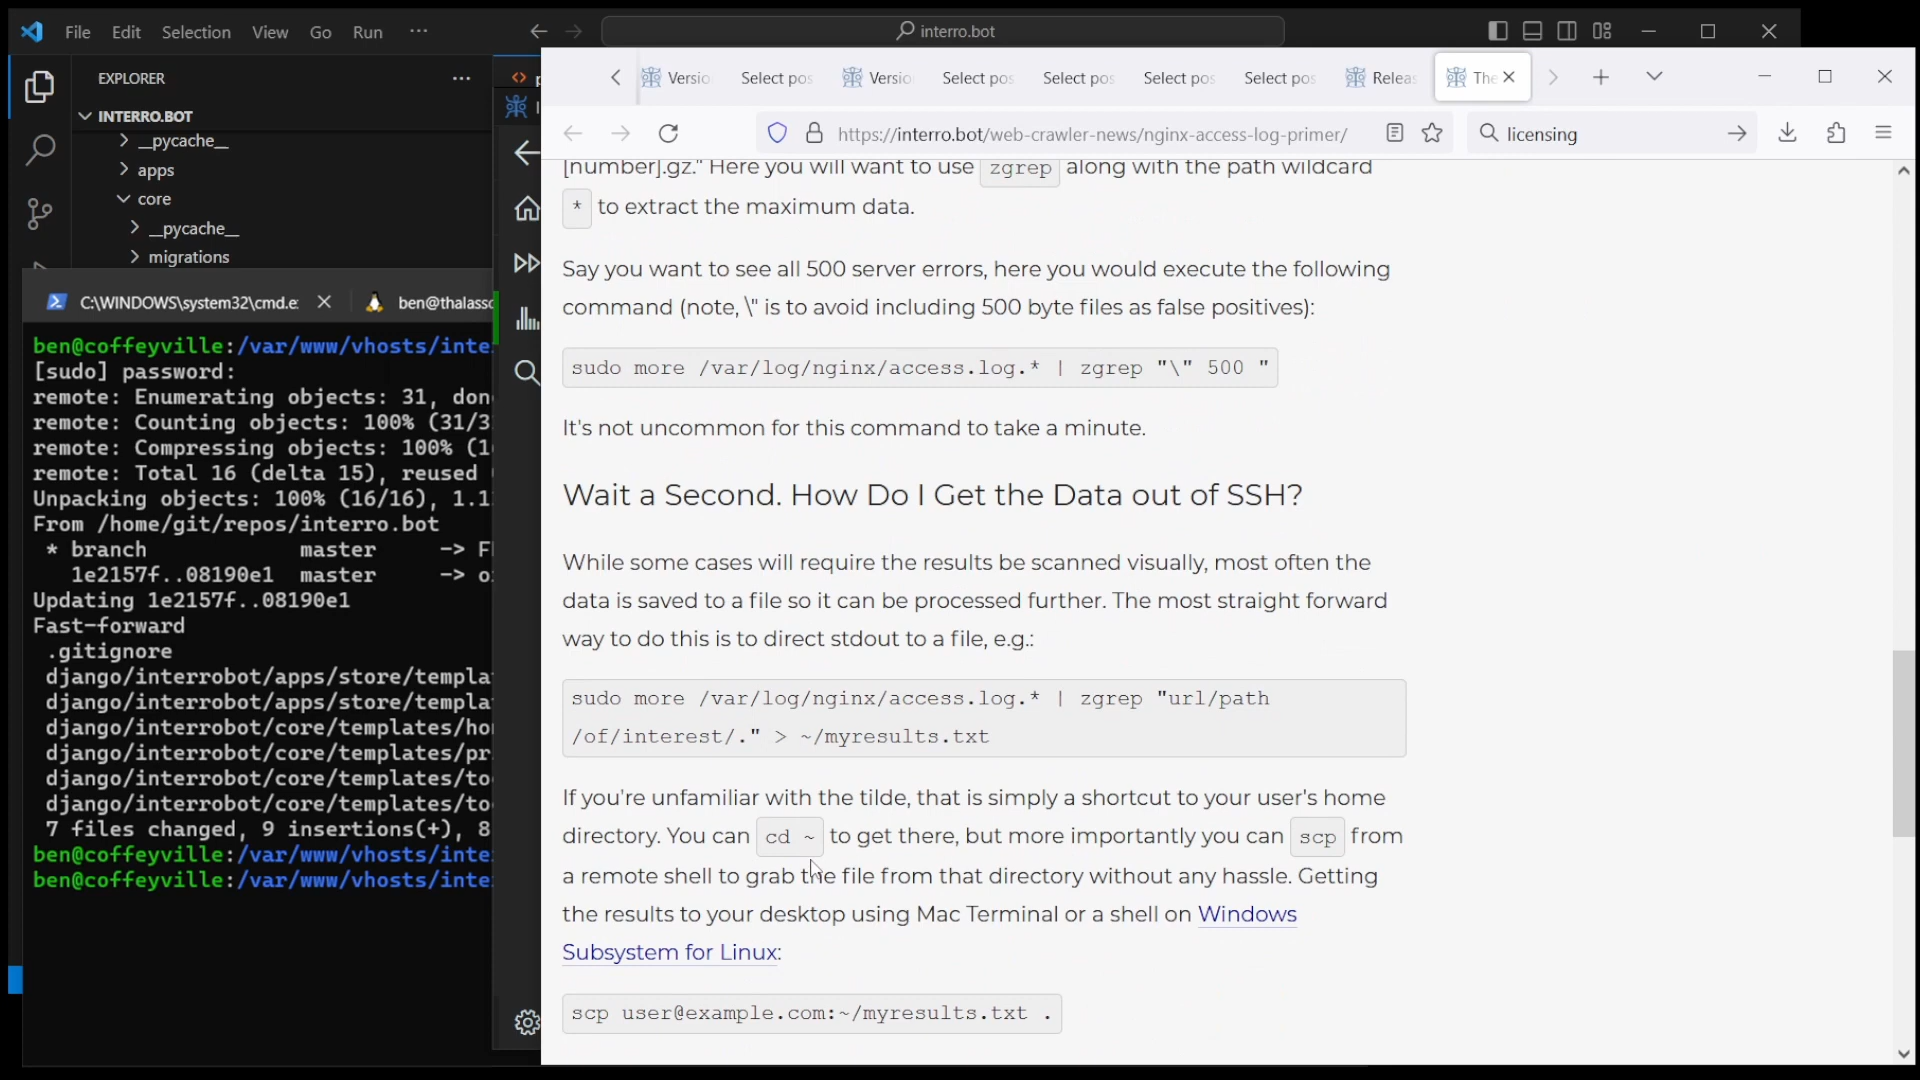 File Edit Selection View Go Run ···
interro.bot
EXPLORER ···
INTERRO.BOT
__pycache__
apps
core
__pycache__
migrations
C:\WINDOWS\system32\cmd.e: ben@thalass
ben@coffeyville:/var/www/vhosts/inte
[sudo] password:
remote: Enumerating objects: 31, don
remote: Counting objects: 100% (31/3
remote: Compressing objects: 100% (1
remote: Total 16 (delta 15), reused
Unpacking objects: 100% (16/16), 1.1
From /home/git/repos/interro.bot
* branch master -> F
1e2157f..08190e1 master -> o
Updating 1e2157f..08190e1
Fast-forward
.gitignore
django/interrobot/apps/store/templa
django/interrobot/apps/store/templa
django/interrobot/core/templates/ho
django/interrobot/core/templates/pr
django/interrobot/core/templates/to
django/interrobot/core/templates/to
7 files changed, 9 insertions(+), 8
ben@coffeyville:/var/www/vhosts/inte
ben@coffeyville:/var/www/vhosts/inte
Versio Select pos Versio Select pos Select pos Select pos Select pos Releas The
https://interro.bot/web-crawler-news/nginx-access-log-primer/ licensing
[number].gz." Here you will want to use zgrep along with the path wildcard
* to extract the maximum data.
Say you want to see all 500 server errors, here you would execute the following
command (note, \" is to avoid including 500 byte files as false positives):
sudo more /var/log/nginx/access.log.* | zgrep "\" 500 "
It's not uncommon for this command to take a minute.
Wait a Second. How Do I Get the Data out of SSH?
While some cases will require the results be scanned visually, most often the
data is saved to a file so it can be processed further. The most straight forward
way to do this is to direct stdout to a file, e.g.:
sudo more /var/log/nginx/access.log.* | zgrep "url/path
/of/interest/." > ~/myresults.txt
If you're unfamiliar with the tilde, that is simply a shortcut to your user's home
directory. You can cd ~ to get there, but more importantly you can scp from
a remote shell to grab the file from that directory without any hassle. Getting
the results to your desktop using Mac Terminal or a shell on Windows
Subsystem for Linux:
scp user@example.com:~/myresults.txt .